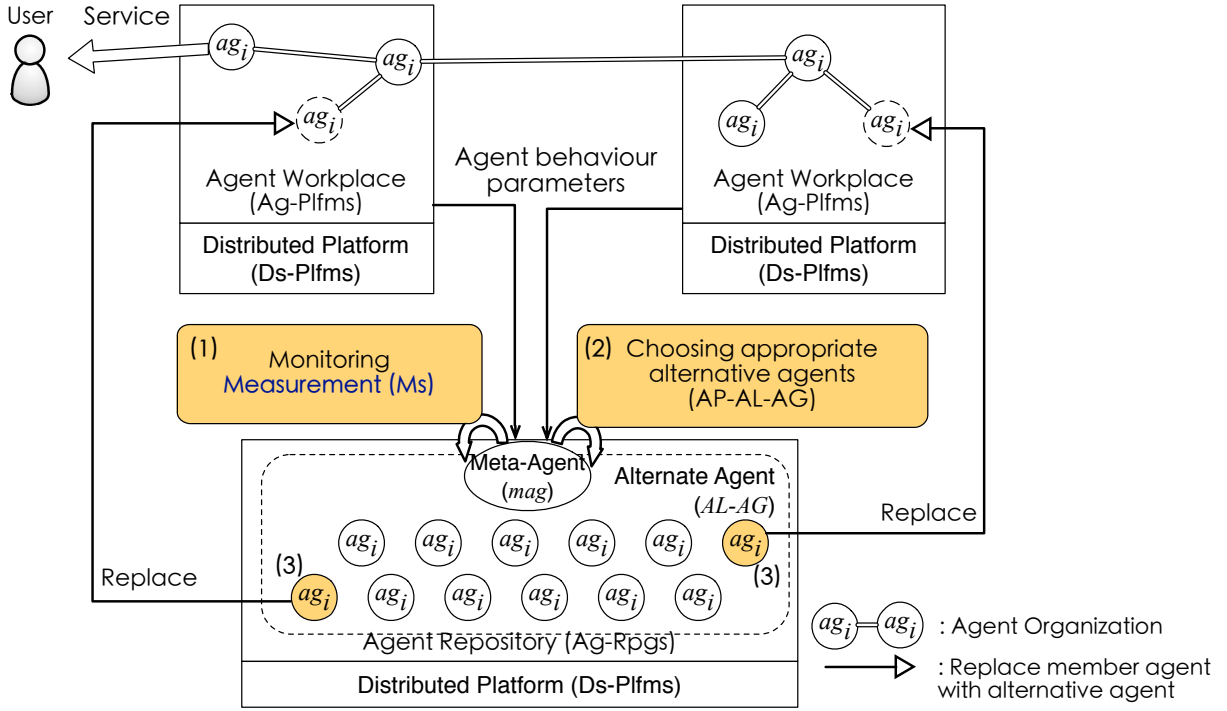 User
Service
ag_i
ag_i
ag_i
ag_i
ag_i
ag_i
Agent Workplace
(Ag-Plfms)
Distributed Platform
(Ds-Plfms)
Agent behaviour
parameters
ag_i
Agent Workplace
(Ag-Plfms)
Distributed Platform
(Ds-Plfms)
(1)
Monitoring
Measurement (Ms)
(2)
Choosing appropriate
alternative agents
(AP-AL-AG)
Meta-Agent
(mag)
Alternate Agent
(AL-AG)
ag_i ag_i ag_i ag_i ag_i ag_i
(3)
(3)
ag_i ag_i ag_i ag_i ag_i ag_i
Replace
Replace
Agent Repository (Ag-Rpgs)
Distributed Platform (Ds-Plfms)
ag_i ag_i : Agent Organization
: Replace member agent
with alternative agent